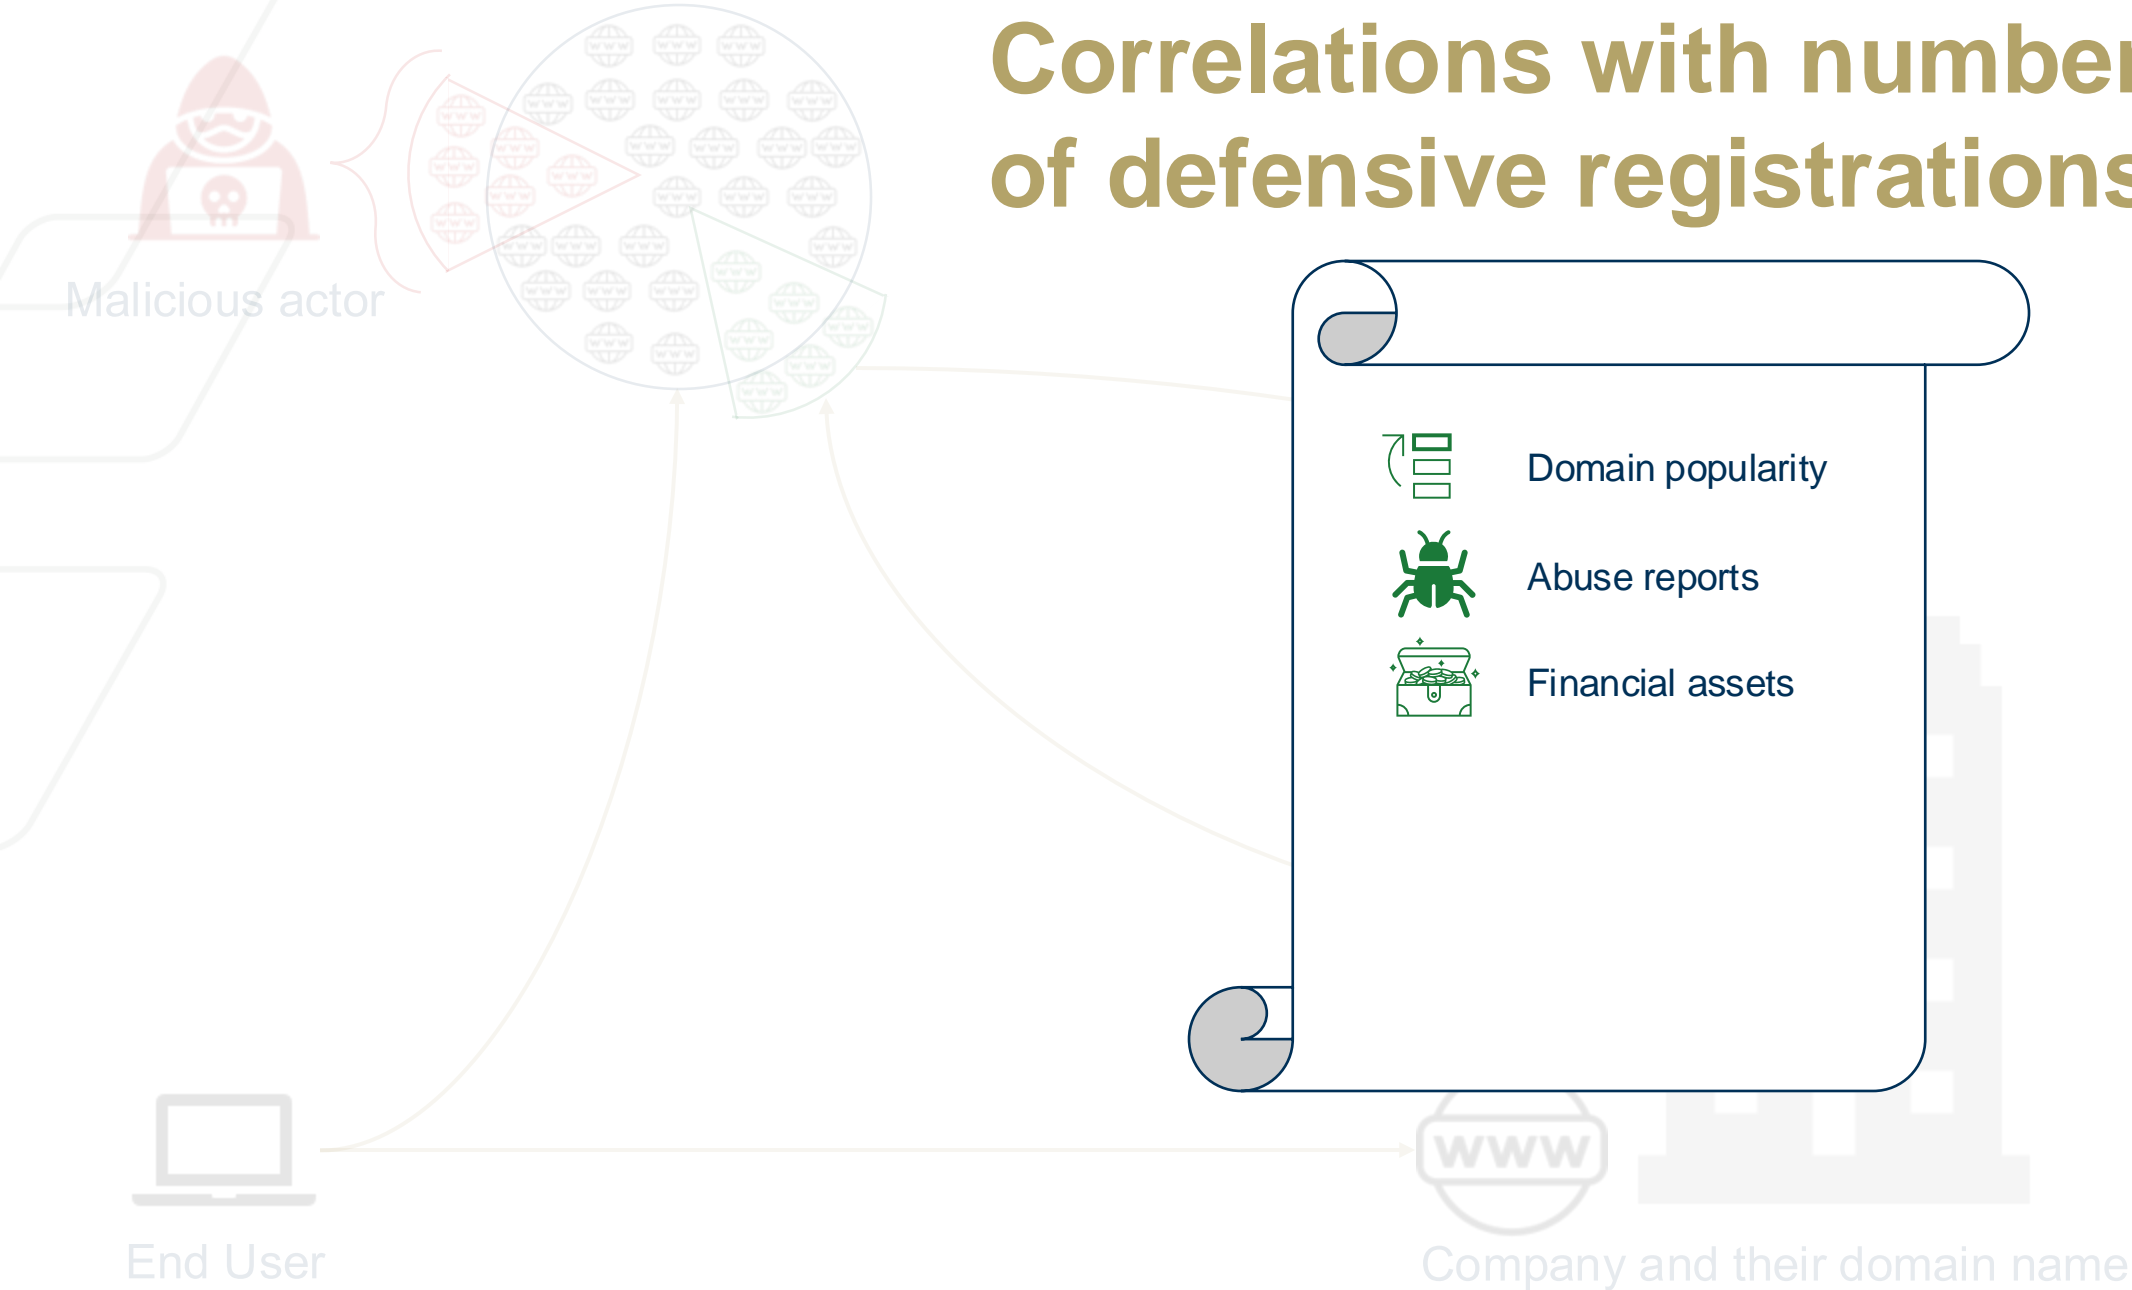 Correlations with number
of defensive registrations
Malicious actor
Domain popularity
Abuse reports
Financial assets
www
End User
Company and their domain name